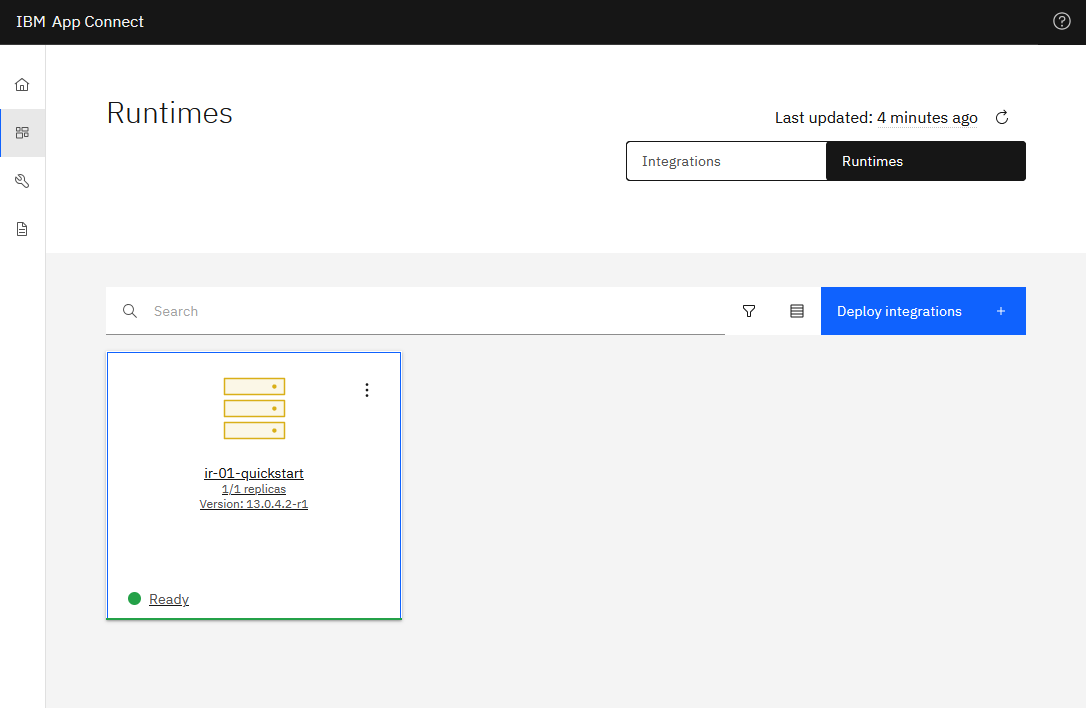 IBM App Connect
Runtimes
Last updated: 4 minutes ago
Integrations
Runtimes
Search
Deploy integrations +
ir-01-quickstart
1/1 replicas
Version: 13.0.4.2-r1
Ready